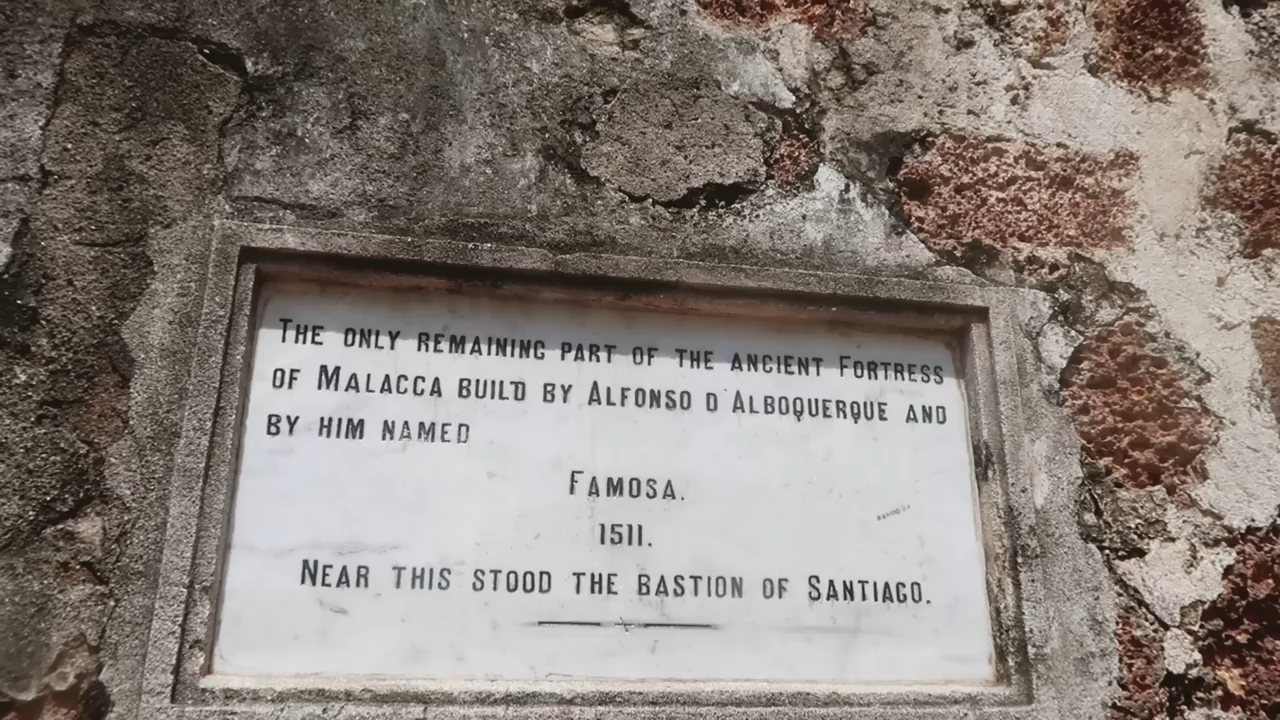 The only remaining part of the ancient Fortress
of Malacca build by Alfonso d'Alboquerque and
by him named
Famosa.
1511.
Near this stood the bastion of Santiago.